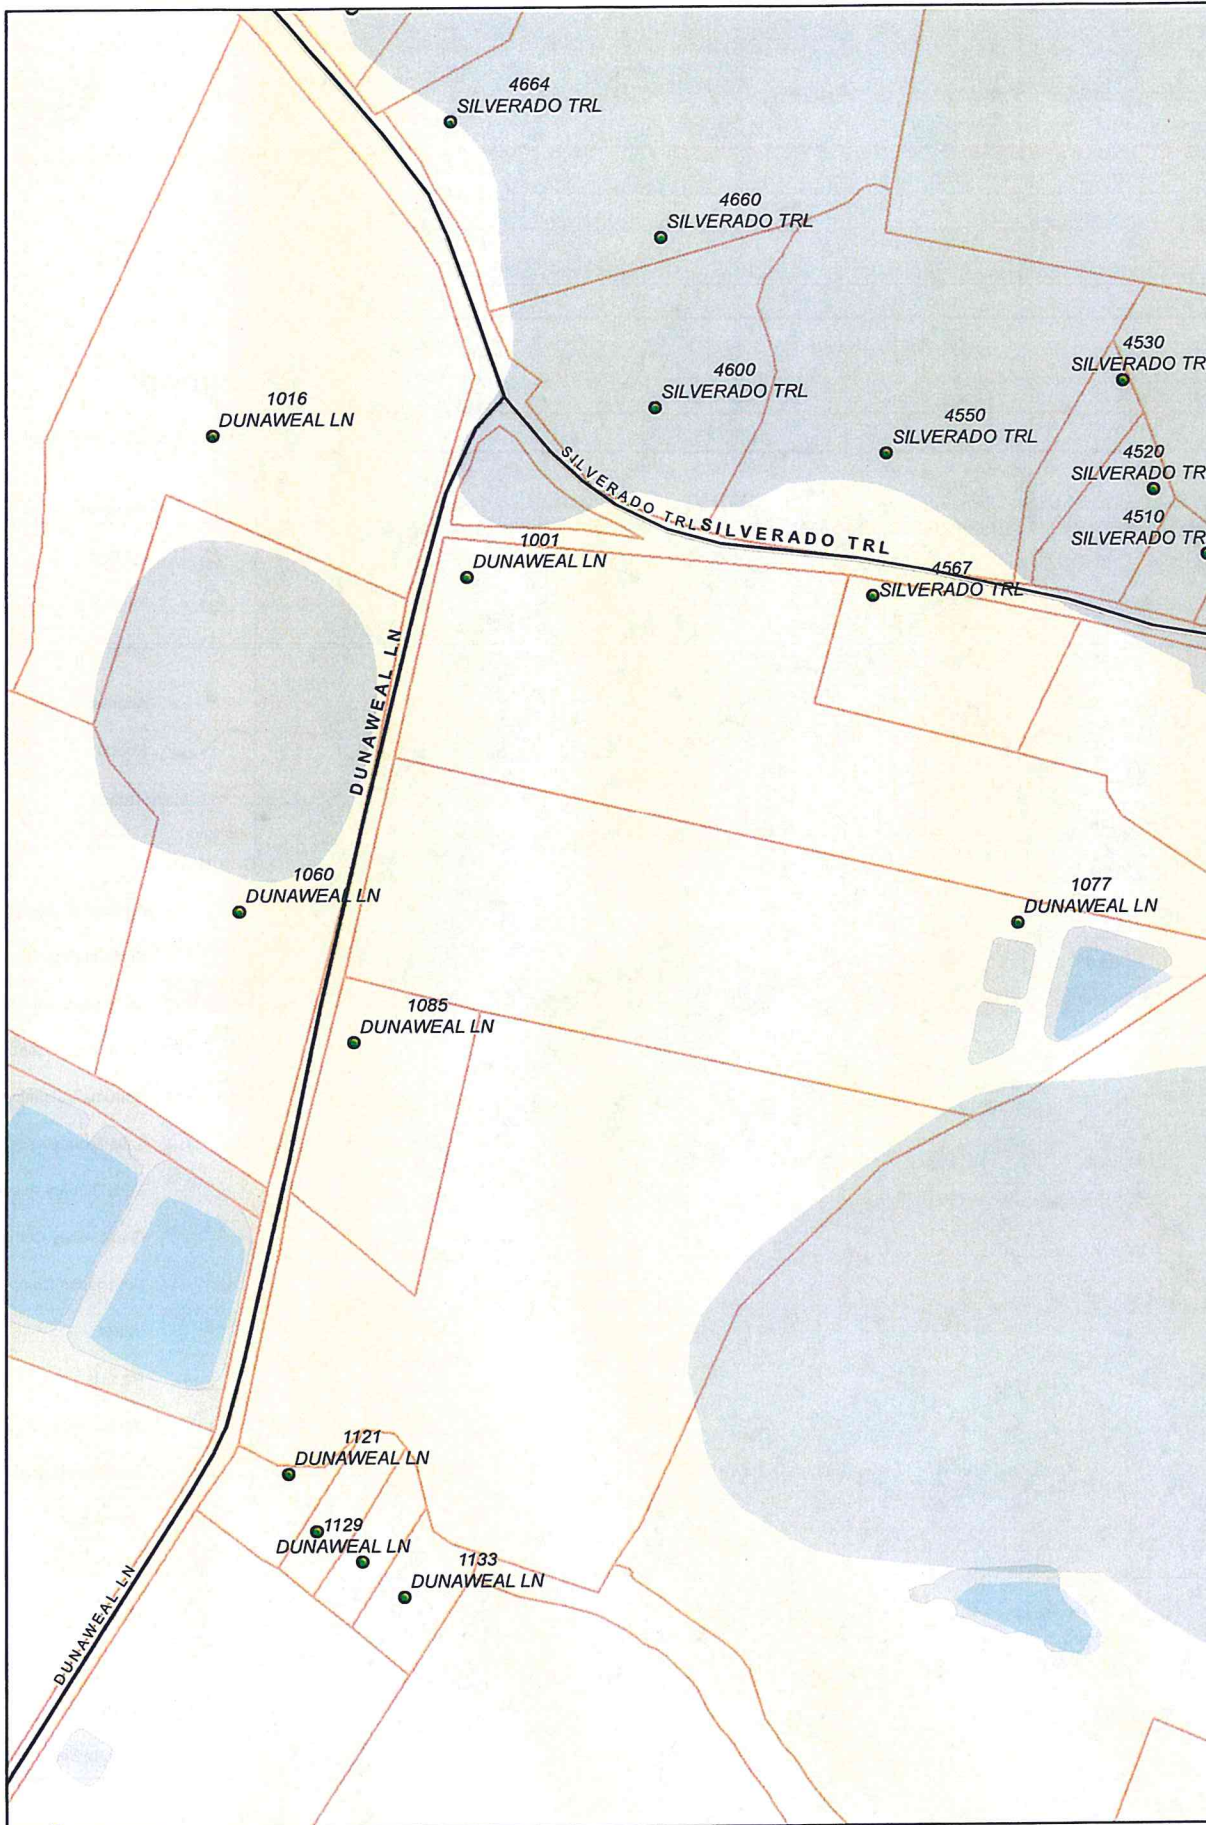 4664
SILVERADO TRL
4660
SILVERADO TRL
4530
SILVERADO TR
4600
SILVERADO TRL
1016
DUNAWEAL LN
4550
SILVERADO TRL
4520
SILVERADO TR
4510
SILVERADO TR
SILVERADO TRL
SILVERADO TRL
1001
DUNAWEAL LN
4567
SILVERADO TRL
DUNAWEAL LN
1060
DUNAWEAL LN
1077
DUNAWEAL LN
1085
DUNAWEAL LN
1121
DUNAWEAL LN
1129
DUNAWEAL LN
1133
DUNAWEAL LN
DUNAWEAL LN